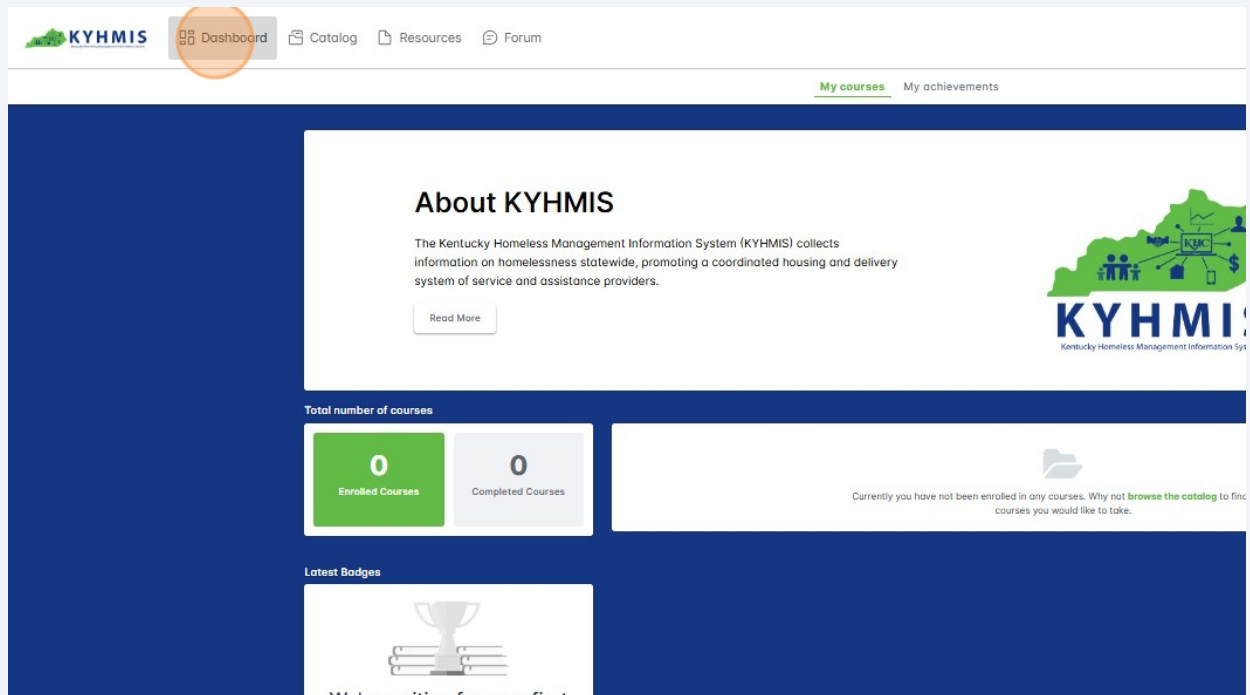 KYHMIS
Dashboard
Catalog
Resources
Forum
My courses
My achievements
About KYHMIS
The Kentucky Homeless Management Information System (KYHMIS) collects
information on homelessness statewide, promoting a coordinated housing and delivery
system of service and assistance providers.
Read More
KHC
$
KYHMIS
Kentucky Homeless Management Information Sys
Total number of courses
0
Enrolled Courses
0
Completed Courses
Currently you have not been enrolled in any courses. Why not browse the catalog to find
courses you would like to take.
Latest Badges